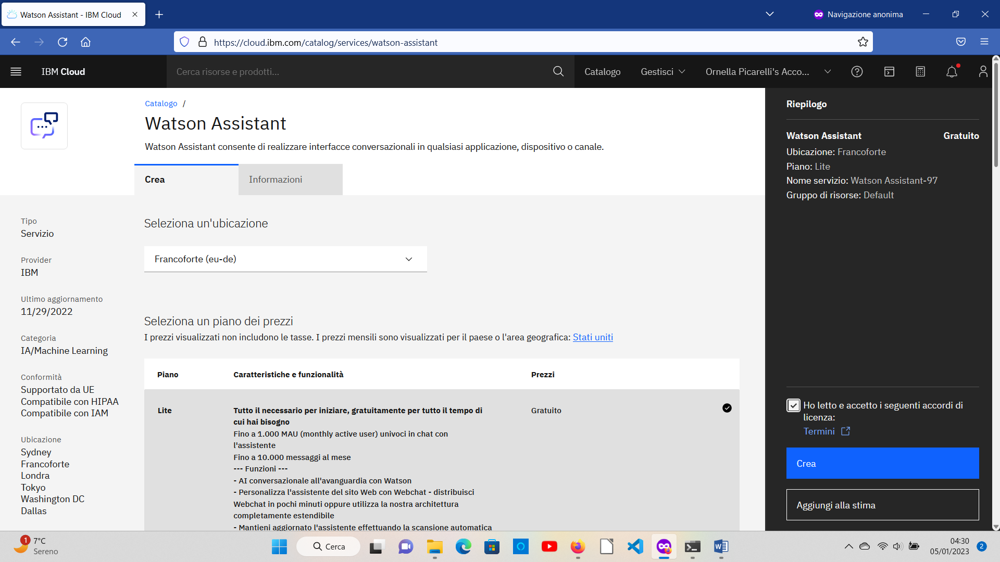 Watson Assistant - IBM Cloud
Navigazione anonima
https://cloud.ibm.com/catalog/services/watson-assistant
IBM Cloud
Cerca risorse e prodotti...
Catalogo
Gestisci
Ornella Picarelli's Acco...
Catalogo /
Watson Assistant
Watson Assistant consente di realizzare interfacce conversazionali in qualsiasi applicazione, dispositivo o canale.
Crea
Informazioni
Tipo
Servizio
Provider
IBM
Ultimo aggiornamento
11/29/2022
Categoria
IA/Machine Learning
Conformità
Supportato da UE
Compatibile con HIPAA
Compatibile con IAM
Ubicazione
Sydney
Francoforte
Londra
Tokyo
Washington DC
Dallas
Seleziona un'ubicazione
Francoforte (eu-de)
Seleziona un piano dei prezzi
I prezzi visualizzati non includono le tasse. I prezzi mensili sono visualizzati per il paese o l'area geografica: Stati uniti
Piano
Caratteristiche e funzionalità
Prezzi
Lite
Tutto il necessario per iniziare, gratuitamente per tutto il tempo di
cui hai bisogno
Fino a 1.000 MAU (monthly active user) univoci in chat con
l'assistente
Fino a 10.000 messaggi al mese
--- Funzioni ---
- AI conversazionale all'avanguardia con Watson
- Personalizza l'assistente del sito Web con Webchat - distribuisci
Webchat in pochi minuti oppure utilizza la nostra architettura
completamente estendibile
- Mantieni aggiornato l'assistente effettuando la scansione automatica
Gratuito
Riepilogo
Watson Assistant
Gratuito
Ubicazione: Francoforte
Piano: Lite
Nome servizio: Watson Assistant-97
Gruppo di risorse: Default
Ho letto e accetto i seguenti accordi di
licenza:
Termini
Crea
Aggiungi alla stima
1
7°C
Sereno
Cerca
04:30
05/01/2023
2